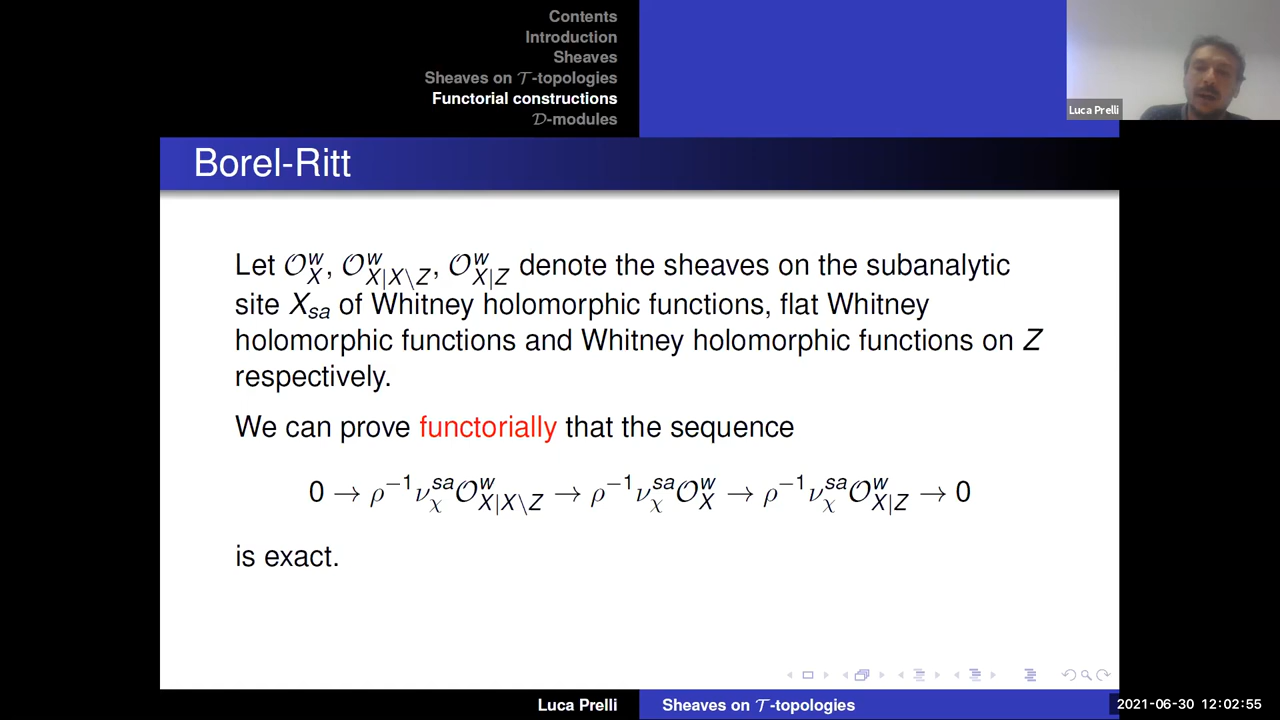 Contents
Introduction
Sheaves
Sheaves on 𝒯-topologies
Functorial constructions
𝒟-modules
Luca Prelli
Borel-Ritt
Let 𝒪^w_X, 𝒪^w_{X|X\Z}, 𝒪^w_{X|Z} denote the sheaves on the subanalytic
site X_{sa} of Whitney holomorphic functions, flat Whitney
holomorphic functions and Whitney holomorphic functions on Z
respectively.
We can prove functorially that the sequence
0 → ρ^{−1}ν^{sa}_χ 𝒪^w_{X|X\Z} → ρ^{−1}ν^{sa}_χ 𝒪^w_X → ρ^{−1}ν^{sa}_χ 𝒪^w_{X|Z} → 0
is exact.
Luca Prelli
Sheaves on 𝒯-topologies
2021-06-30 12:02:55